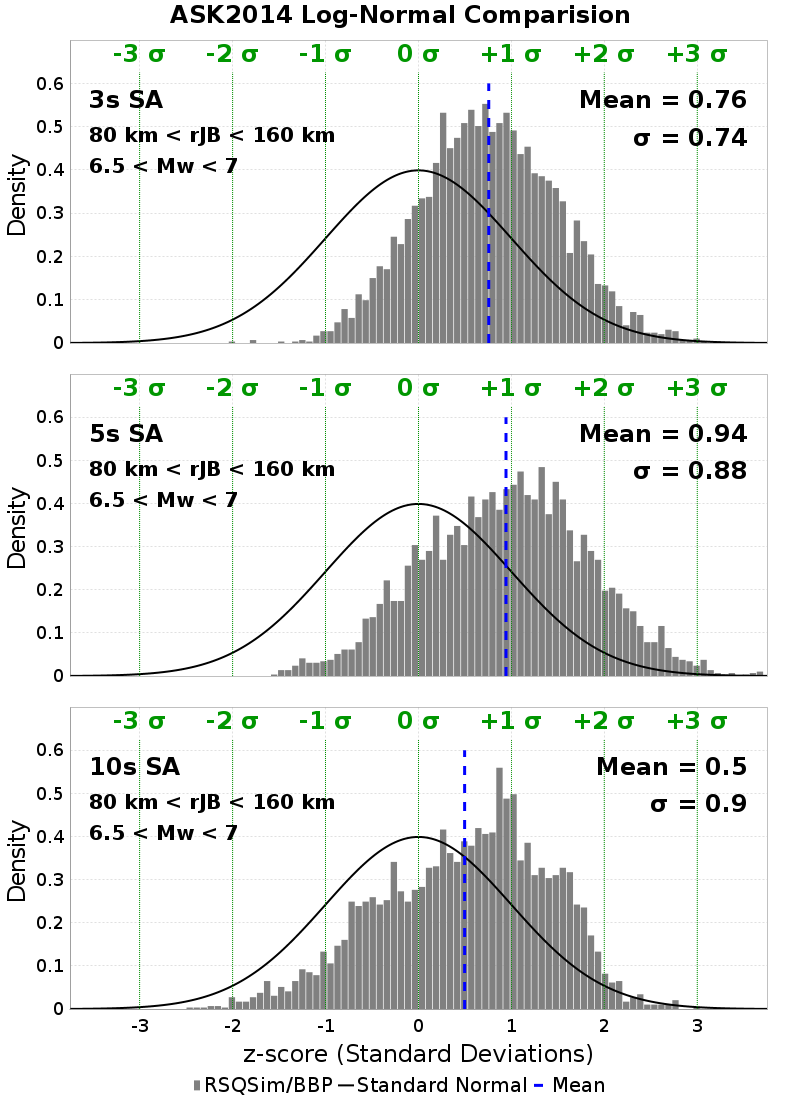 ASK2014 Log-Normal Comparision
-3 σ -2 σ -1 σ 0 σ +1 σ +2 σ +3 σ
3s SA
80 km < rJB < 160 km
6.5 < Mw < 7
Mean = 0.76
σ = 0.74
Density
0.6
0.5
0.4
0.3
0.2
0.1
0
-3 σ -2 σ -1 σ 0 σ +1 σ +2 σ +3 σ
5s SA
80 km < rJB < 160 km
6.5 < Mw < 7
Mean = 0.94
σ = 0.88
Density
0.6
0.5
0.4
0.3
0.2
0.1
0
-3 σ -2 σ -1 σ 0 σ +1 σ +2 σ +3 σ
10s SA
80 km < rJB < 160 km
6.5 < Mw < 7
Mean = 0.5
σ = 0.9
Density
0.6
0.5
0.4
0.3
0.2
0.1
0
-3 -2 -1 0 1 2 3
z-score (Standard Deviations)
RSQSim/BBP Standard Normal Mean